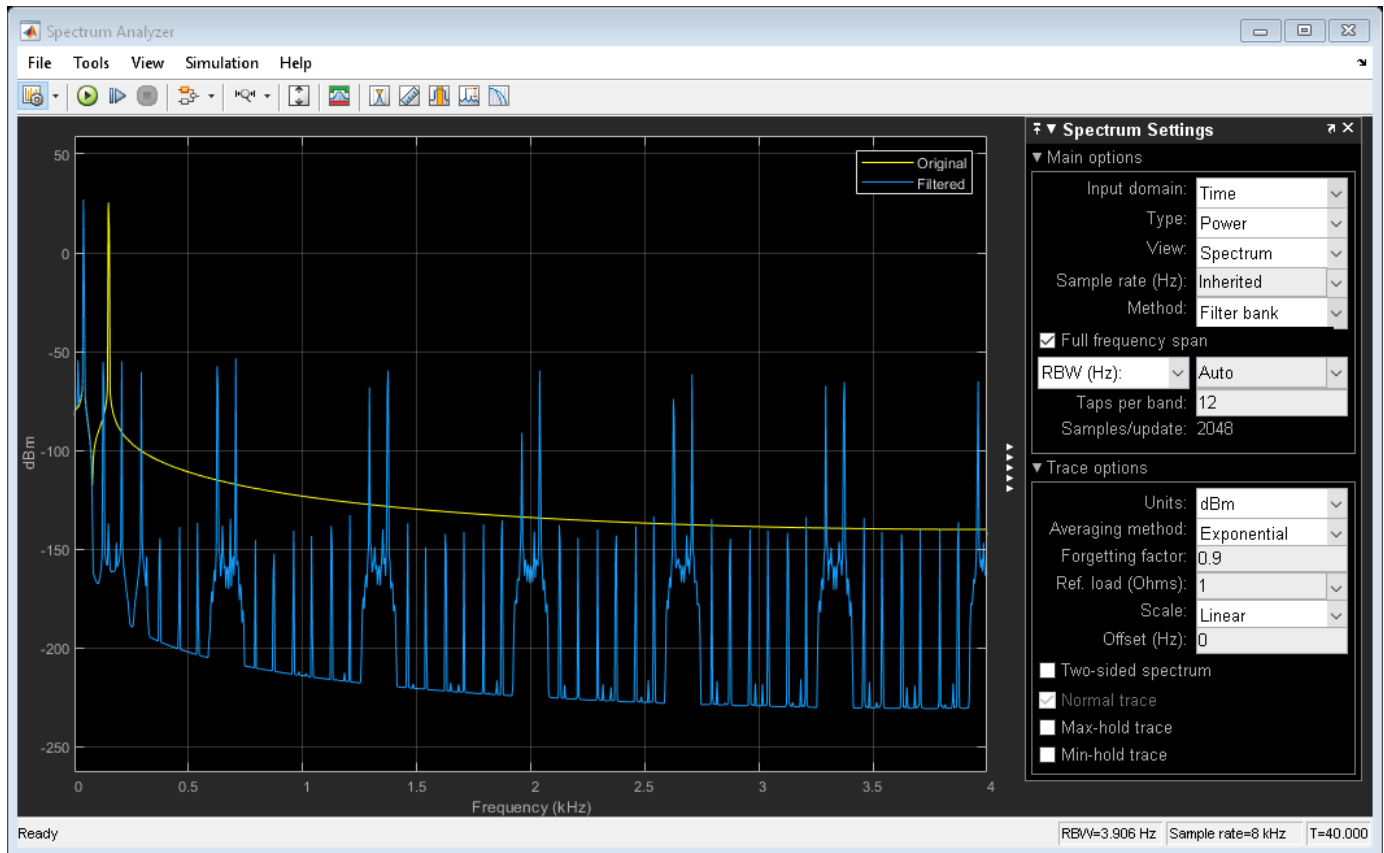 Spectrum Analyzer
File Tools View Simulation Help
Spectrum Settings
Main options
Input domain: Time
Type: Power
View: Spectrum
Sample rate (Hz): Inherited
Method: Filter bank
Full frequency span
RBW (Hz): Auto
Taps per band: 12
Samples/update: 2048
Trace options
Units: dBm
Averaging method: Exponential
Forgetting factor: 0.9
Ref. load (Ohms): 1
Scale: Linear
Offset (Hz): 0
Two-sided spectrum
Normal trace
Max-hold trace
Min-hold trace
Original
Filtered
50
0
-50
-100
-150
-200
-250
dBm
0 0.5 1 1.5 2 2.5 3 3.5 4
Frequency (kHz)
Ready
RBW=3.906 Hz Sample rate=8 kHz T=40.000